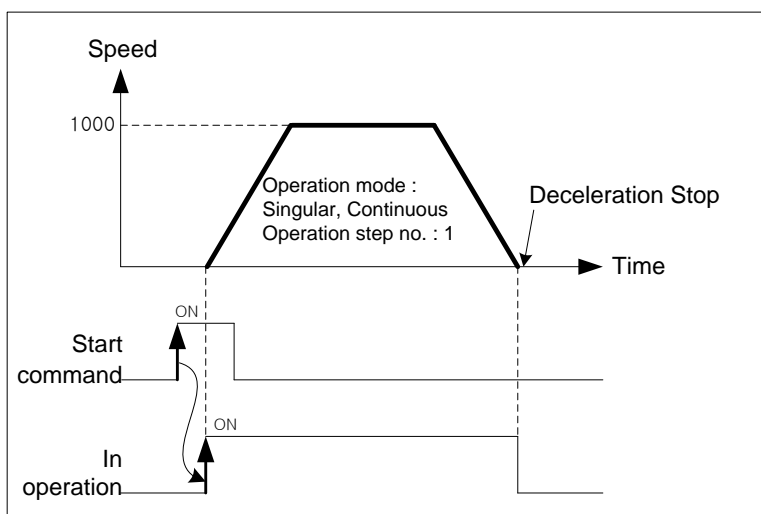 Speed
1000
Operation mode :
Singular, Continuous
Operation step no. : 1
Deceleration Stop
Time
ON
Start
command
ON
In
operation